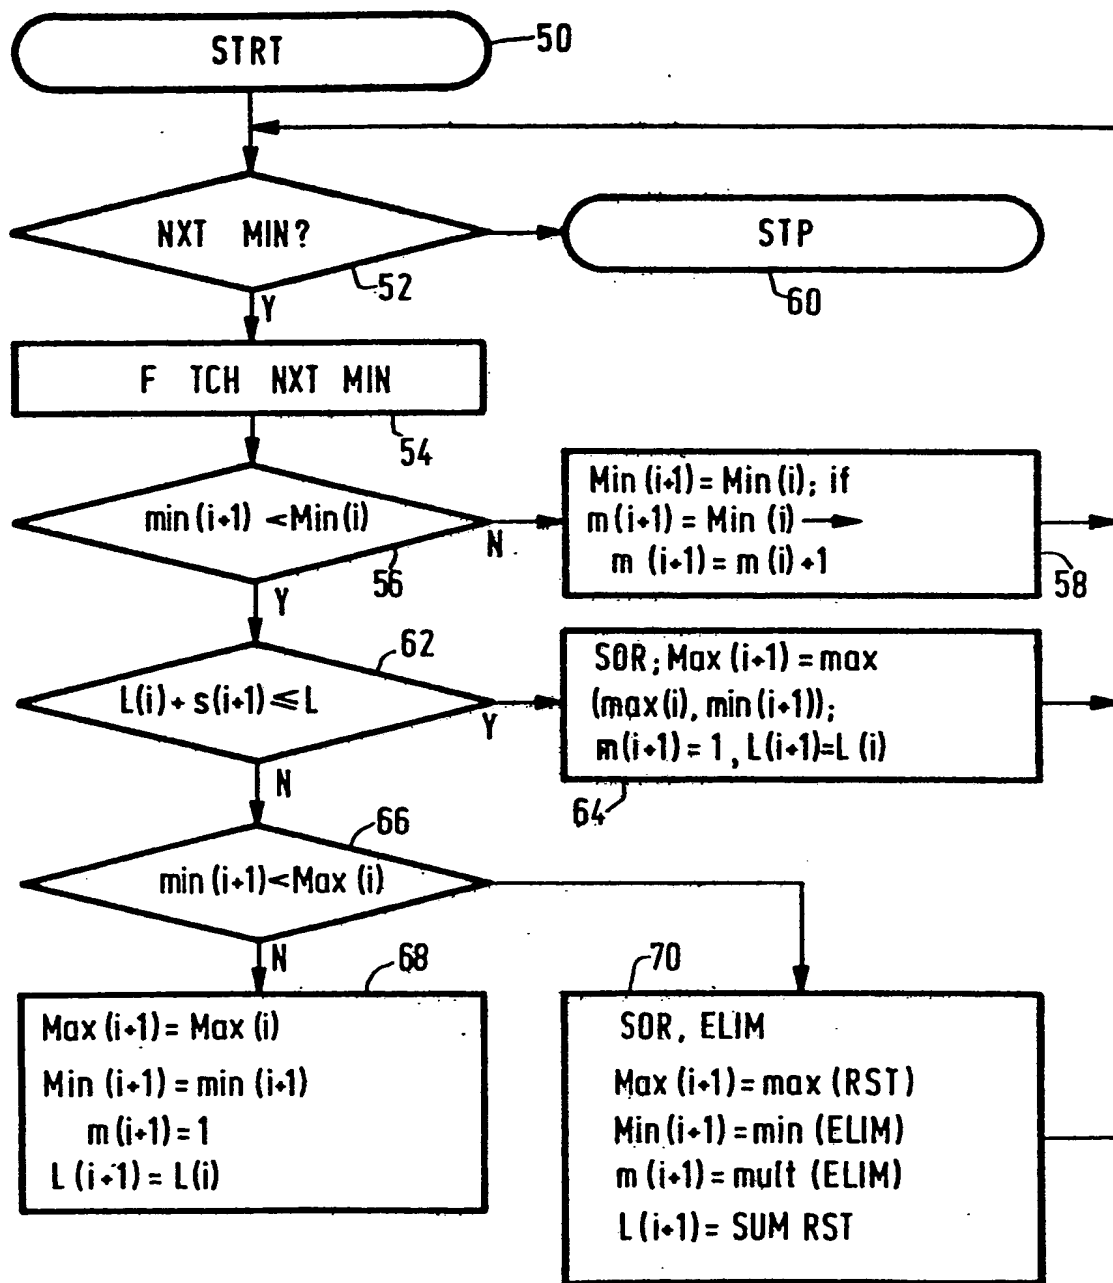 STRT
50
NXT MIN?
52
Y
STP
60
F TCH NXT MIN
54
min (i+1) < Min(i)
56
N
Y
Min (i+1) = Min(i); if
m(i+1) = Min (i) →
m (i+1) = m(i)+1
58
62
L(i) + s(i+1) ≤ L
Y
N
SOR; Max (i+1) = max
(max(i), min(i+1));
m(i+1) = 1, L(i+1)=L(i)
64
66
min (i+1) < Max (i)
N
68
Max (i+1) = Max (i)
Min (i+1) = min (i+1)
m(i+1) = 1
L (i+1) = L(i)
70
SOR, ELIM
Max (i+1) = max (RST)
Min (i+1) = min (ELIM)
m (i+1) = mult (ELIM)
L (i+1) = SUM RST